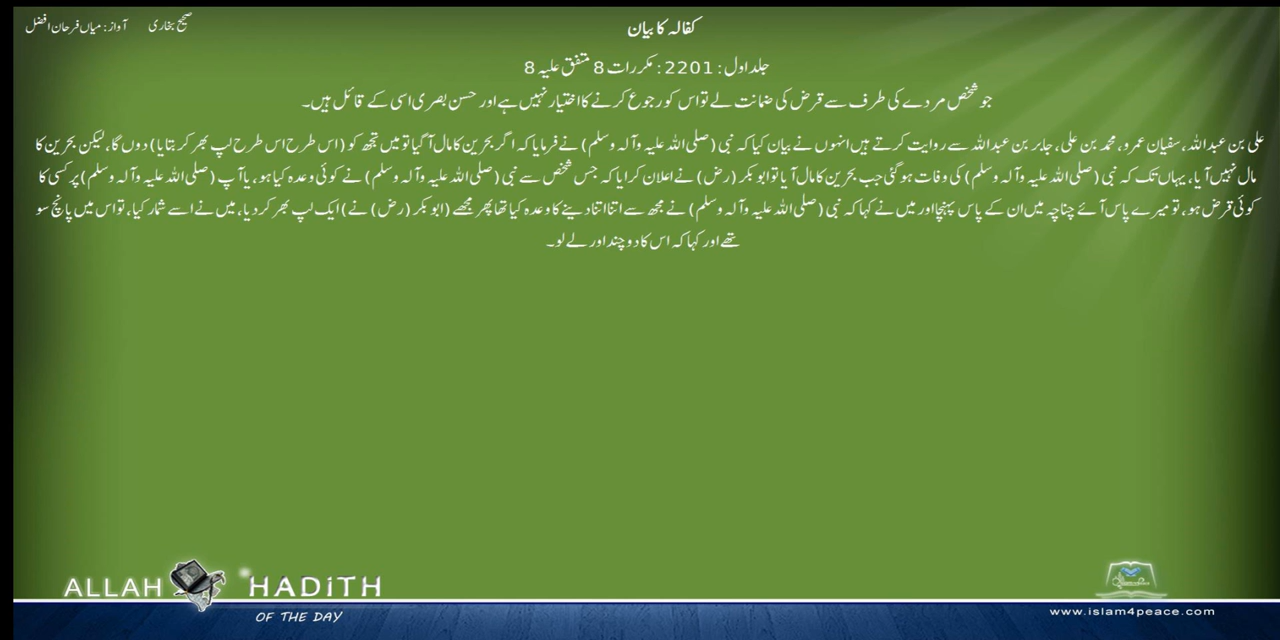 صحیح بخاری
آواز: میاں فرحان افضل
کفالہ کا بیان
جلد اول : 2201 : مکررات 8 متفق علیہ 8
جو شخص مردے کی طرف سے قرض کی ضمانت لے تو اس کو رجوع کرنے کا اختیار نہیں ہے اور حسن بصری اسی کے قائل ہیں۔
علی بن عبداللہ، سفیان عمرو، محمد بن علی، جابر بن عبداللہ سے روایت کرتے ہیں انہوں نے بیان کیا کہ نبی (صلی اللہ علیہ وآلہ وسلم) نے فرمایا کہ اگر بحرین کا مال آگیا تو میں تجھ کو (اس طرح اس طرح لپ بھر کر بتایا) دوں گا، لیکن بحرین کا
مال نہیں آیا، یہاں تک کہ نبی (صلی اللہ علیہ وآلہ وسلم) کی وفات ہوگئی جب بحرین کا مال آیا تو ابوبکر (رض) نے اعلان کرایا کہ جس شخص سے نبی (صلی اللہ علیہ وآلہ وسلم) نے کوئی وعدہ کیا ہو، یا آپ (صلی اللہ علیہ وآلہ وسلم) پر کسی کا
کوئی قرض ہو، تو میرے پاس آئے چناچہ میں ان کے پاس پہنچا اور میں نے کہا کہ نبی (صلی اللہ علیہ وآلہ وسلم) نے مجھ سے اتنا اتنا دینے کا وعدہ کیا تھا پھر مجھے (ابوبکر (رض) نے) ایک لپ بھر کر دیا، میں نے اسے شمار کیا، تو اس میں پانچ سو
تھے اور کہا کہ اس کا دو چند اور لے لو۔
ALLAH HADITH
OF THE DAY
www.islam4peace.com